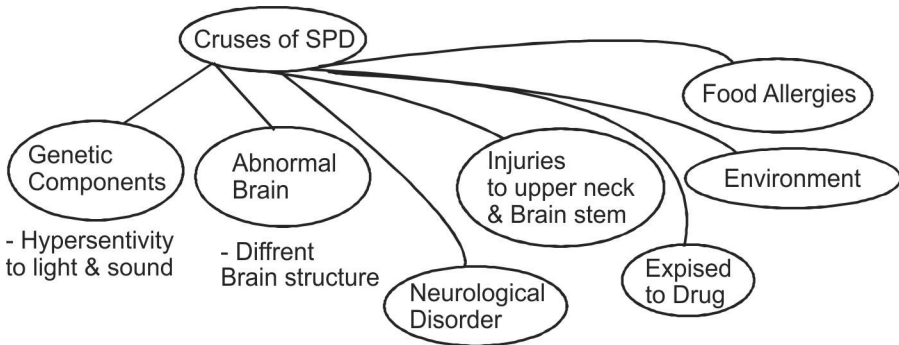 Cruses of SPD
Food Allergies
Genetic
Components
Abnormal
Brain
Injuries
to upper neck
& Brain stem
Environment
- Hypersentivity
to light & sound
- Diffrent
Brain structure
Neurological
Disorder
Expised
to Drug